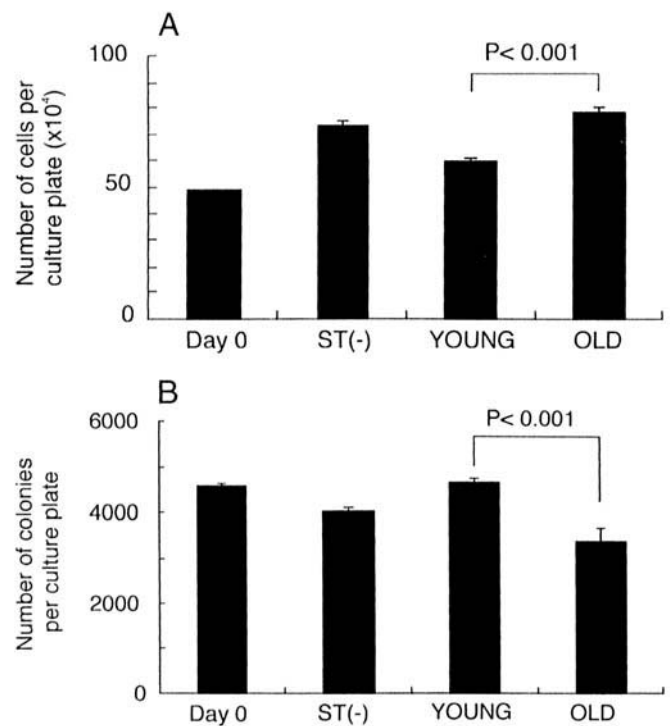 A
100
P< 0.001
50
0
Number of cells per
culture plate (x10⁴)
Day 0 ST(-) YOUNG OLD
B
6000
P< 0.001
4000
2000
0
Number of colonies
per culture plate
Day 0 ST(-) YOUNG OLD